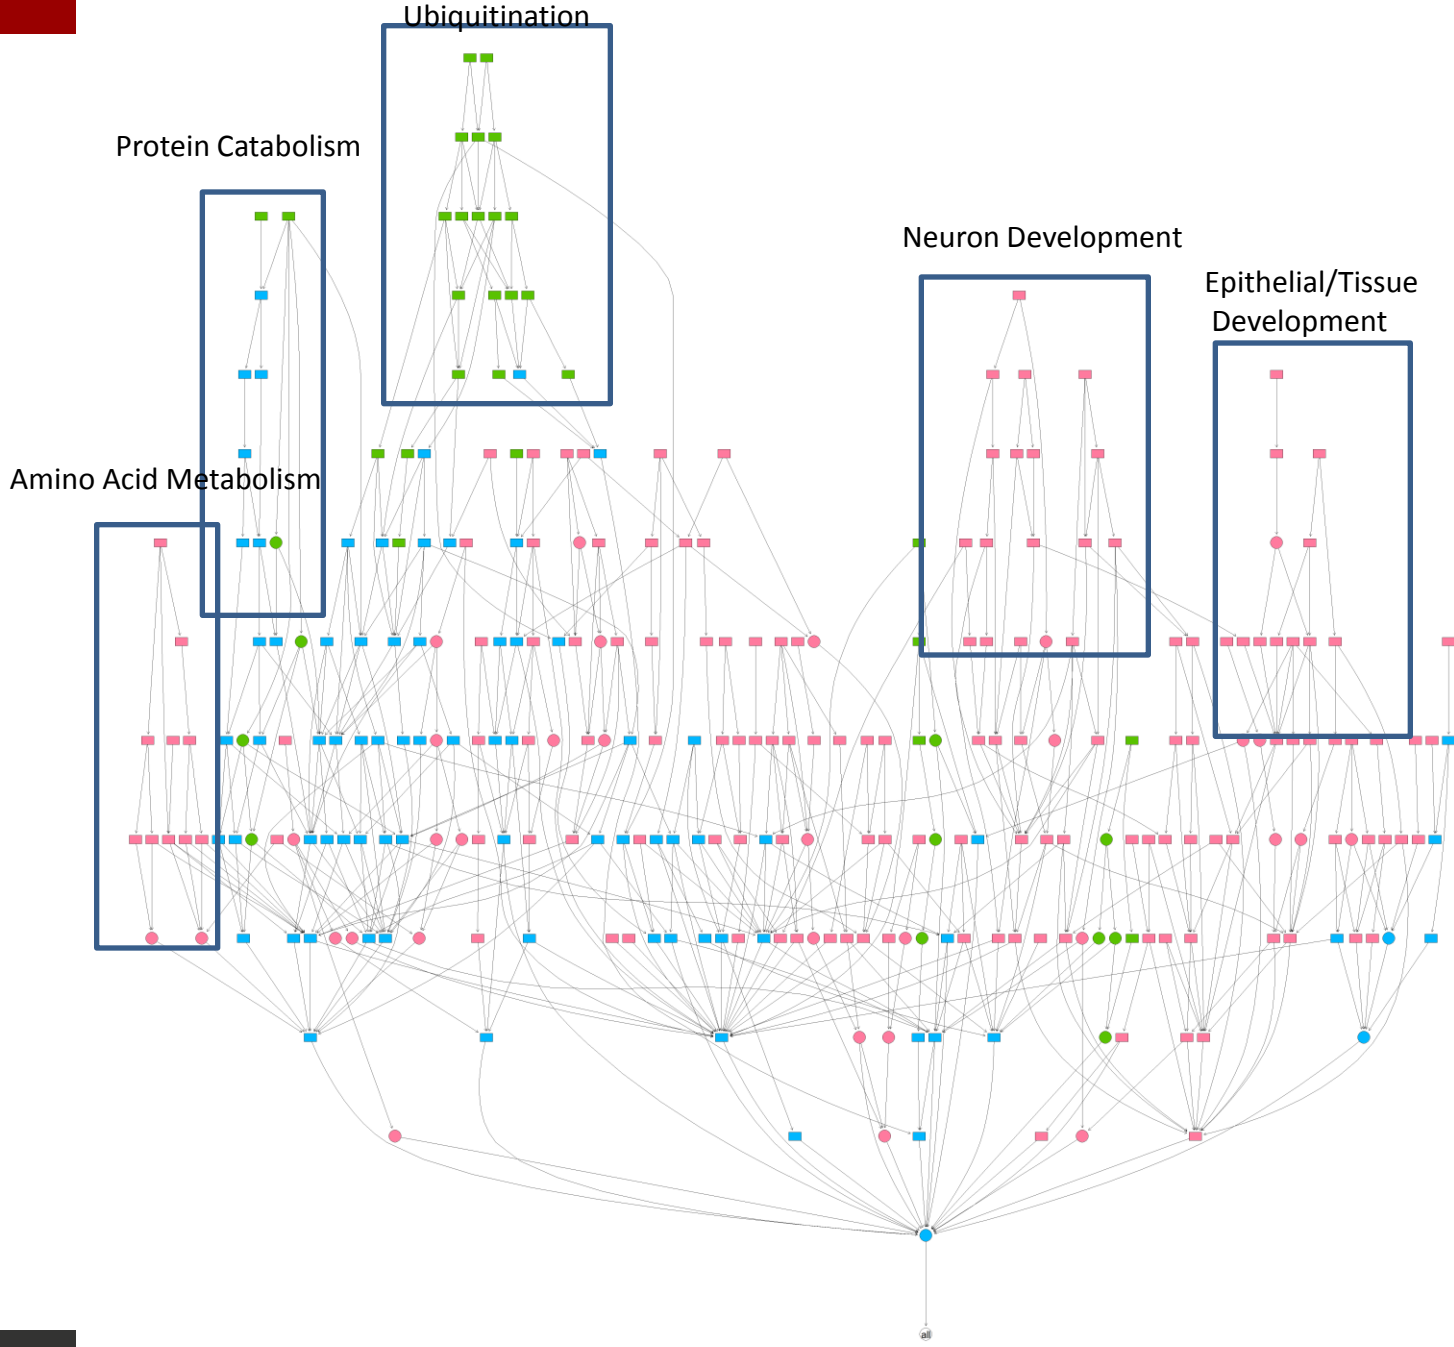 Ubiquitination
Protein Catabolism
Neuron Development
Epithelial/Tissue
Development
Amino Acid Metabolism
all